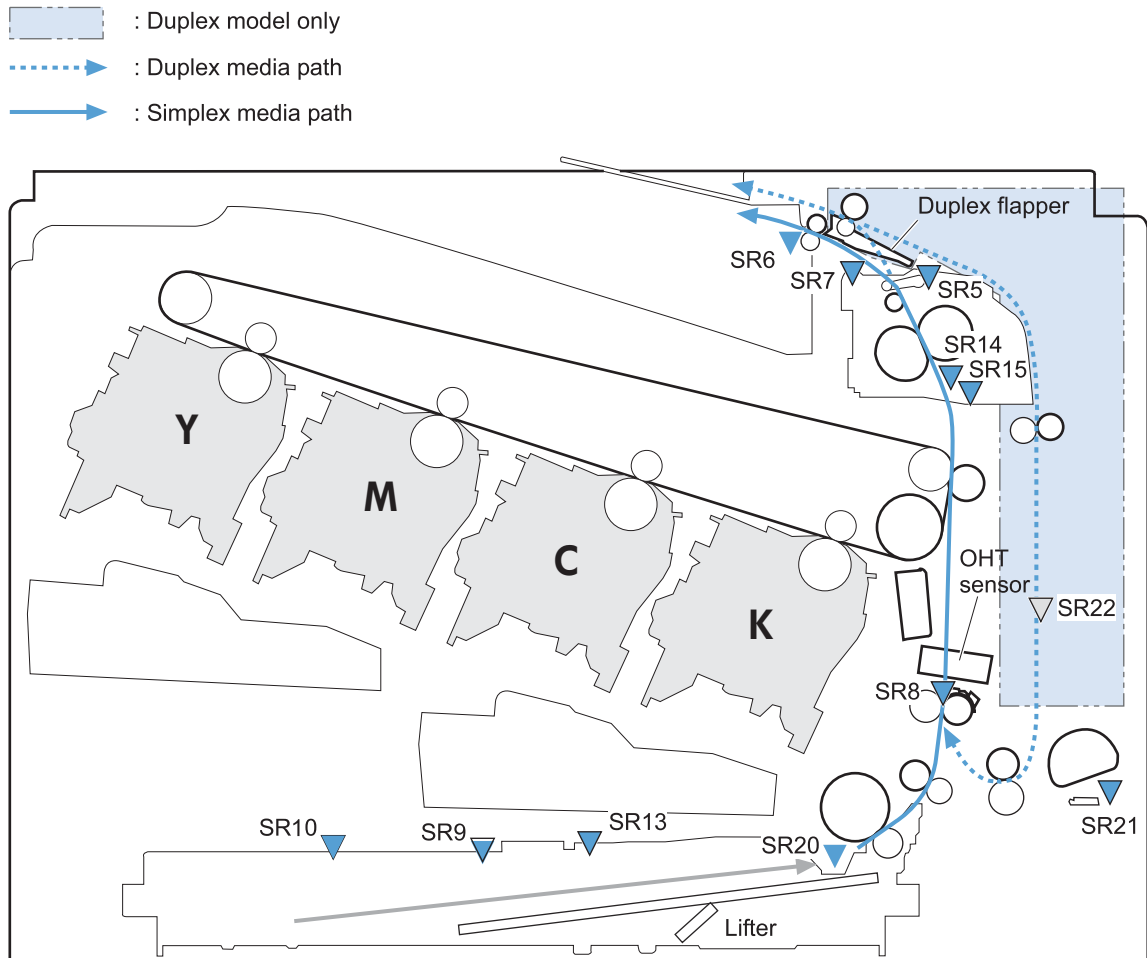 : Duplex model only
: Duplex media path
: Simplex media path
Duplex flapper
SR6
SR7
SR5
SR14
SR15
Y
M
C
K
OHT
sensor
SR22
SR8
SR21
SR10
SR9
SR13
SR20
Lifter